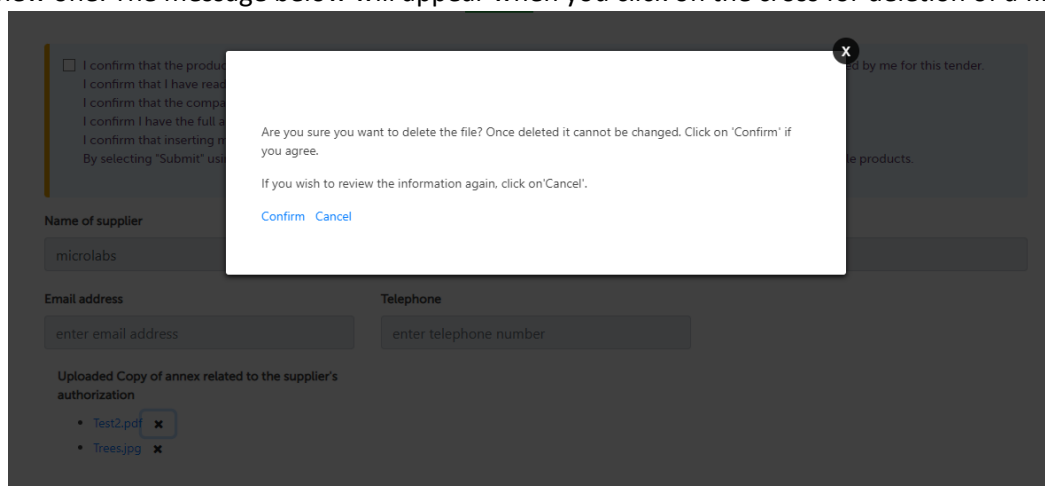 new one. The message below will appear when you click on the cross for deletion of a
X
I confirm that the produc ed by me for this tender.
I confirm that I have read
I confirm that the compa
I confirm I have the full a
I confirm that inserting m
By selecting "Submit" usi le products.
Are you sure you want to delete the file? Once deleted it cannot be changed. Click on 'Confirm' if
you agree.
If you wish to review the information again, click on'Cancel'.
Confirm Cancel
Name of supplier
microlabs
Email address Telephone
enter email address enter telephone number
Uploaded Copy of annex related to the supplier's
authorization
• Test2.pdf ×
• Trees.jpg ×